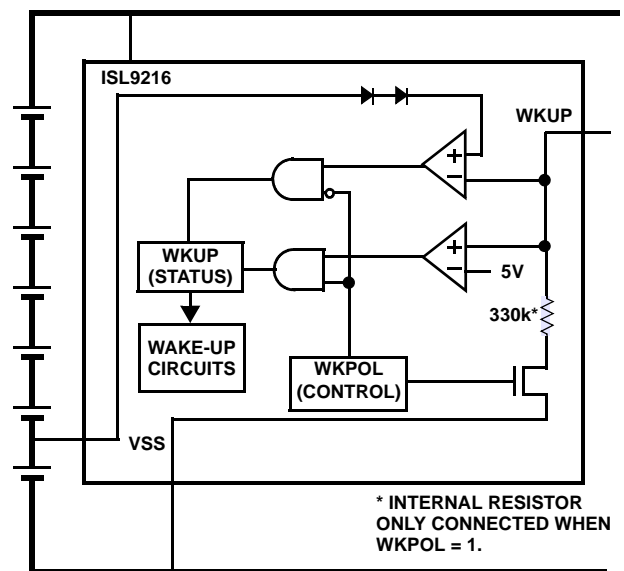 ISL9216
WKUP
+
−
WKUP
(STATUS)
+
−
5V
330k*
WAKE-UP
CIRCUITS
WKPOL
(CONTROL)
VSS
* INTERNAL RESISTOR
ONLY CONNECTED WHEN
WKPOL = 1.